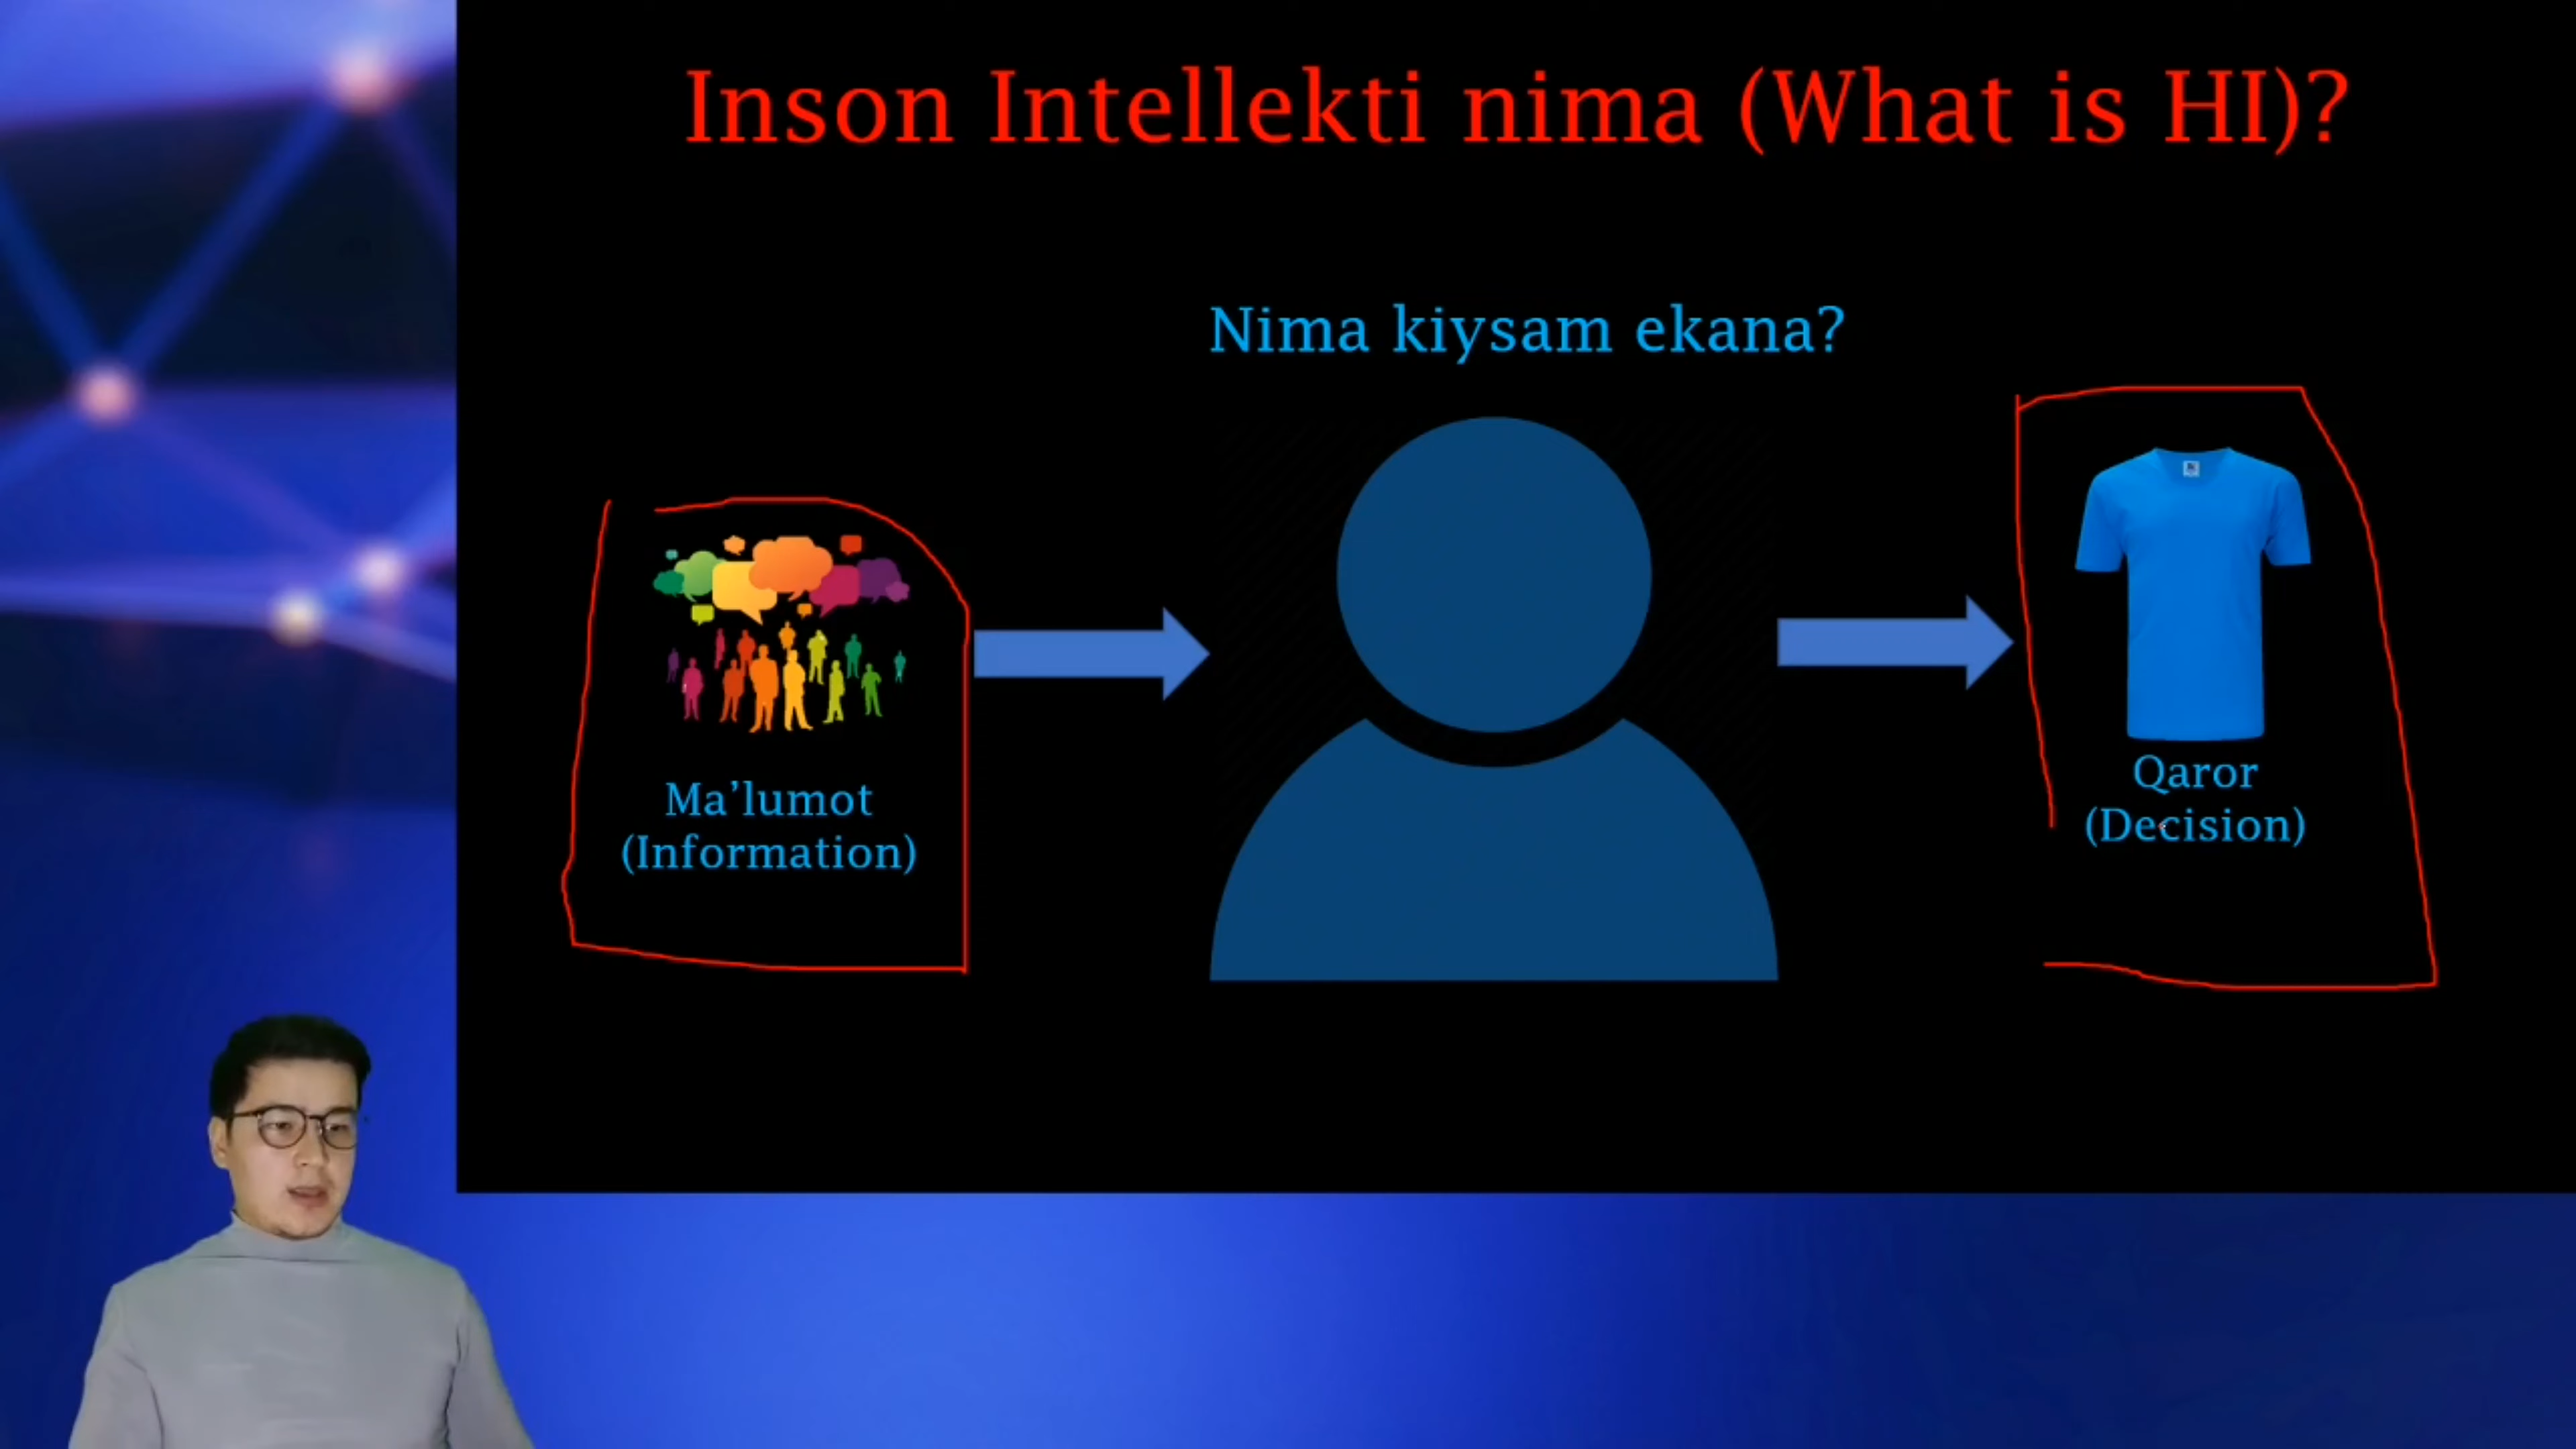 Inson Intellekti nima (What is HI)?
Nima kiysam ekana?
Ma’lumot
(Information)
Qaror
(Decision)